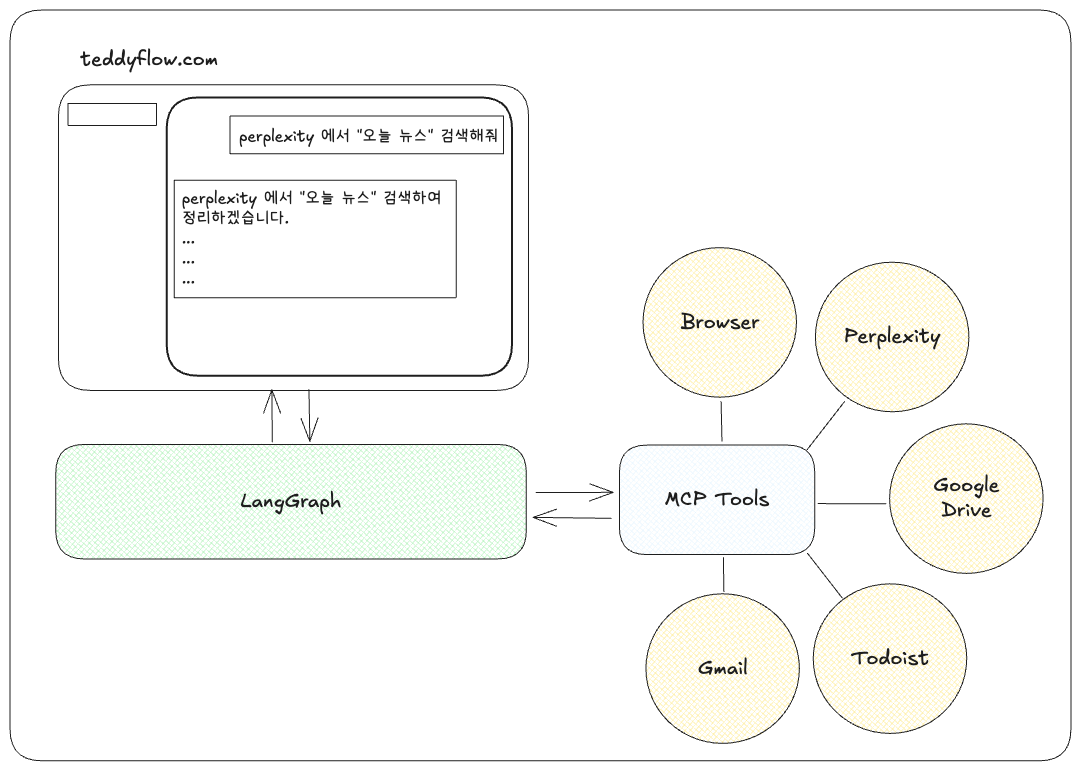 teddyflow.com
perplexity 에서 "오늘 뉴스" 검색해줘
perplexity 에서 "오늘 뉴스" 검색하여
정리하겠습니다.
...
...
...
Browser
Perplexity
LangGraph
MCP Tools
Google
Drive
Gmail
Todoist